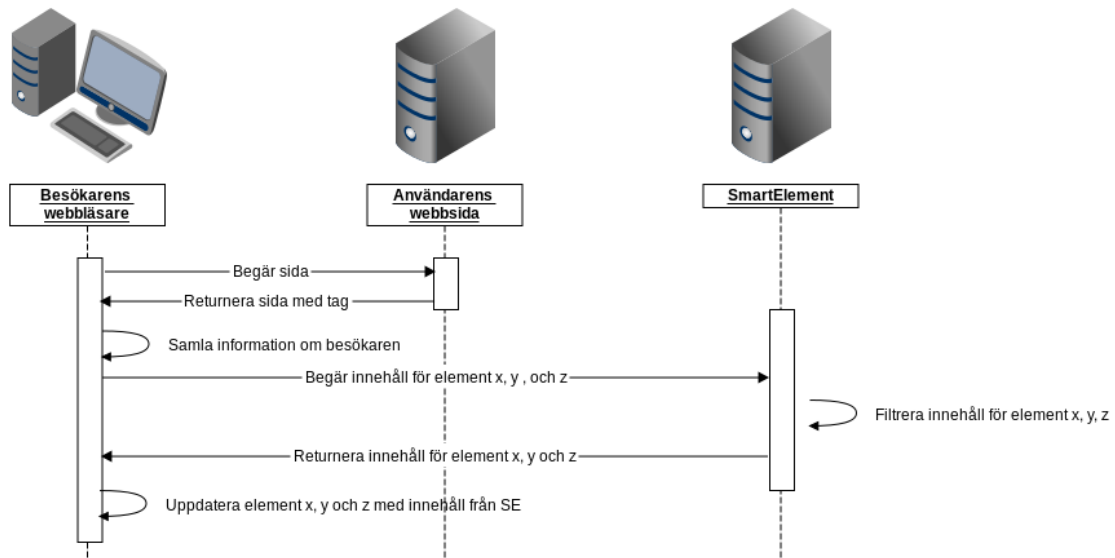 Besökarens
webbläsare
Användarens
webbsida
SmartElement
Begär sida
Returnera sida med tag
Samla information om besökaren
Begär innehåll för element x, y , och z
Filtrera innehåll för element x, y, z
Returnera innehåll för element x, y och z
Uppdatera element x, y och z med innehåll från SE